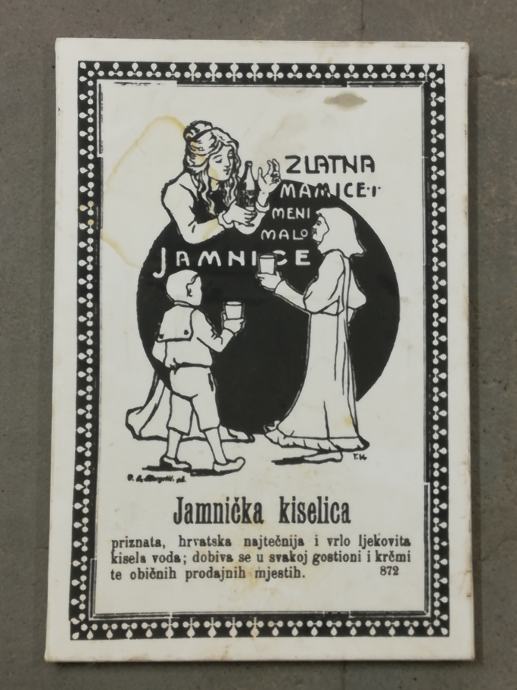 ZLATNA
MAMICE·I·
MENI
MALO
JAMNICE
T.K
Jamnička kiselica
priznata, hrvatska najtečnija i vrlo ljekovita
kisela voda; dobiva se u svakoj gostioni i krčmi
te običnih prodajnih mjestih. 872